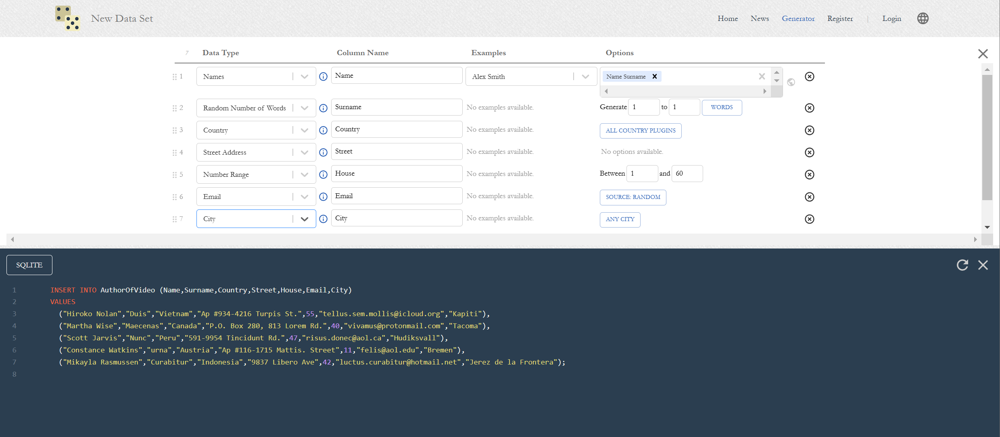 New Data Set Home News Generator Register | Login
7 Data Type Column Name Examples Options
1 Names Name Alex Smith Name Surname
2 Random Number of Words Surname No examples available. Generate 1 to 1 WORDS
3 Country Country No examples available. ALL COUNTRY PLUGINS
4 Street Address Street No examples available. No options available.
5 Number Range House No examples available. Between 1 and 60
6 Email Email No examples available. SOURCE: RANDOM
7 City City No examples available. ANY CITY
SQLITE
1 INSERT INTO AuthorOfVideo (Name,Surname,Country,Street,House,Email,City)
2 VALUES
3 ("Hiroko Nolan","Duis","Vietnam","Ap #934-4216 Turpis St.",55,"tellus.sem.mollis@icloud.org","Kapiti"),
4 ("Martha Wise","Maecenas","Canada","P.O. Box 280, 813 Lorem Rd.",40,"vivamus@protonmail.com","Tacoma"),
5 ("Scott Jarvis","Nunc","Peru","591-9954 Tincidunt Rd.",47,"risus.donec@aol.ca","Hudiksvall"),
6 ("Constance Watkins","urna","Austria","Ap #116-1715 Mattis. Street",11,"felis@aol.edu","Bremen"),
7 ("Mikayla Rasmussen","Curabitur","Indonesia","9837 Libero Ave",42,"luctus.curabitur@hotmail.net","Jerez de la Frontera");
8